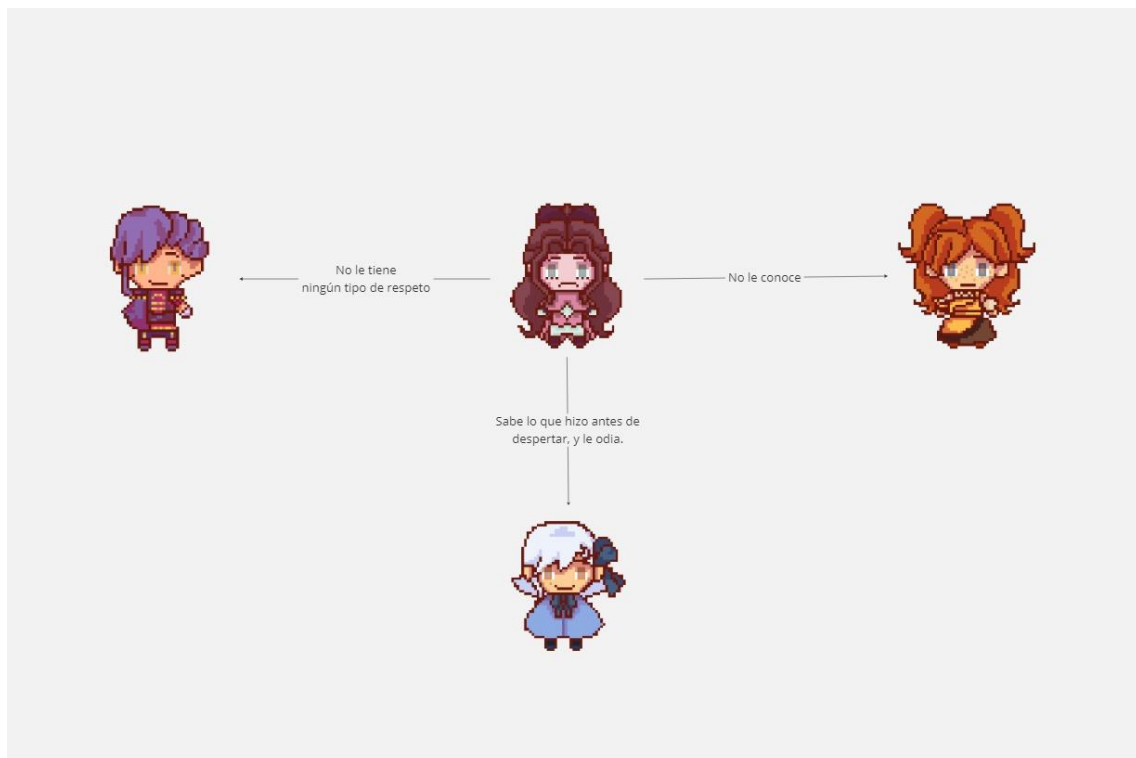 No le tiene
ningún tipo de respeto
No le conoce
Sabe lo que hizo antes de
despertar, y le odia.